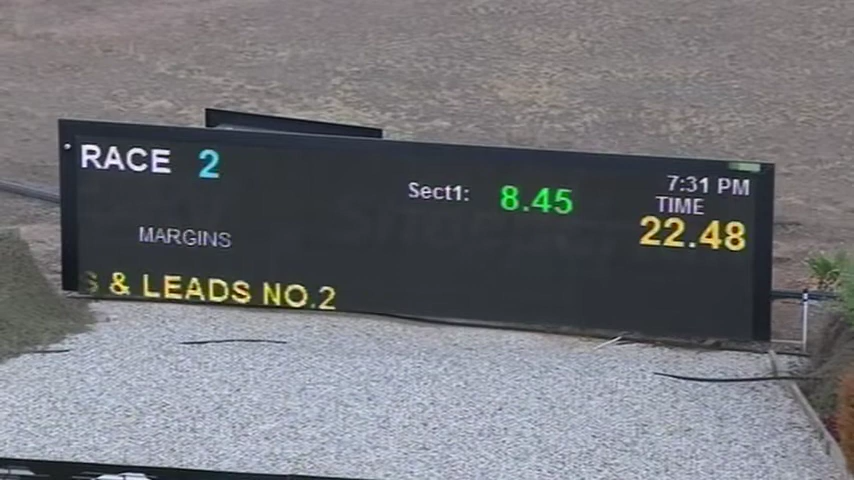 RACE 2
Sect1: 8.45
7:31 PM
TIME
22.48
MARGINS
S & LEADS NO.2